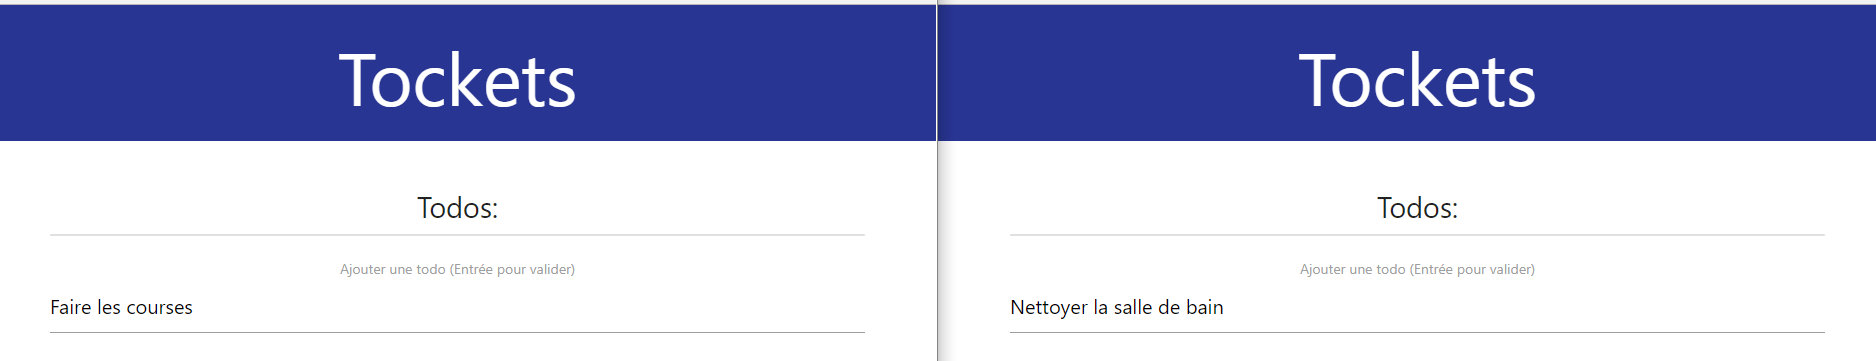 Tockets
Todos:
Ajouter une todo (Entrée pour valider)
Faire les courses
Tockets
Todos:
Ajouter une todo (Entrée pour valider)
Nettoyer la salle de bain